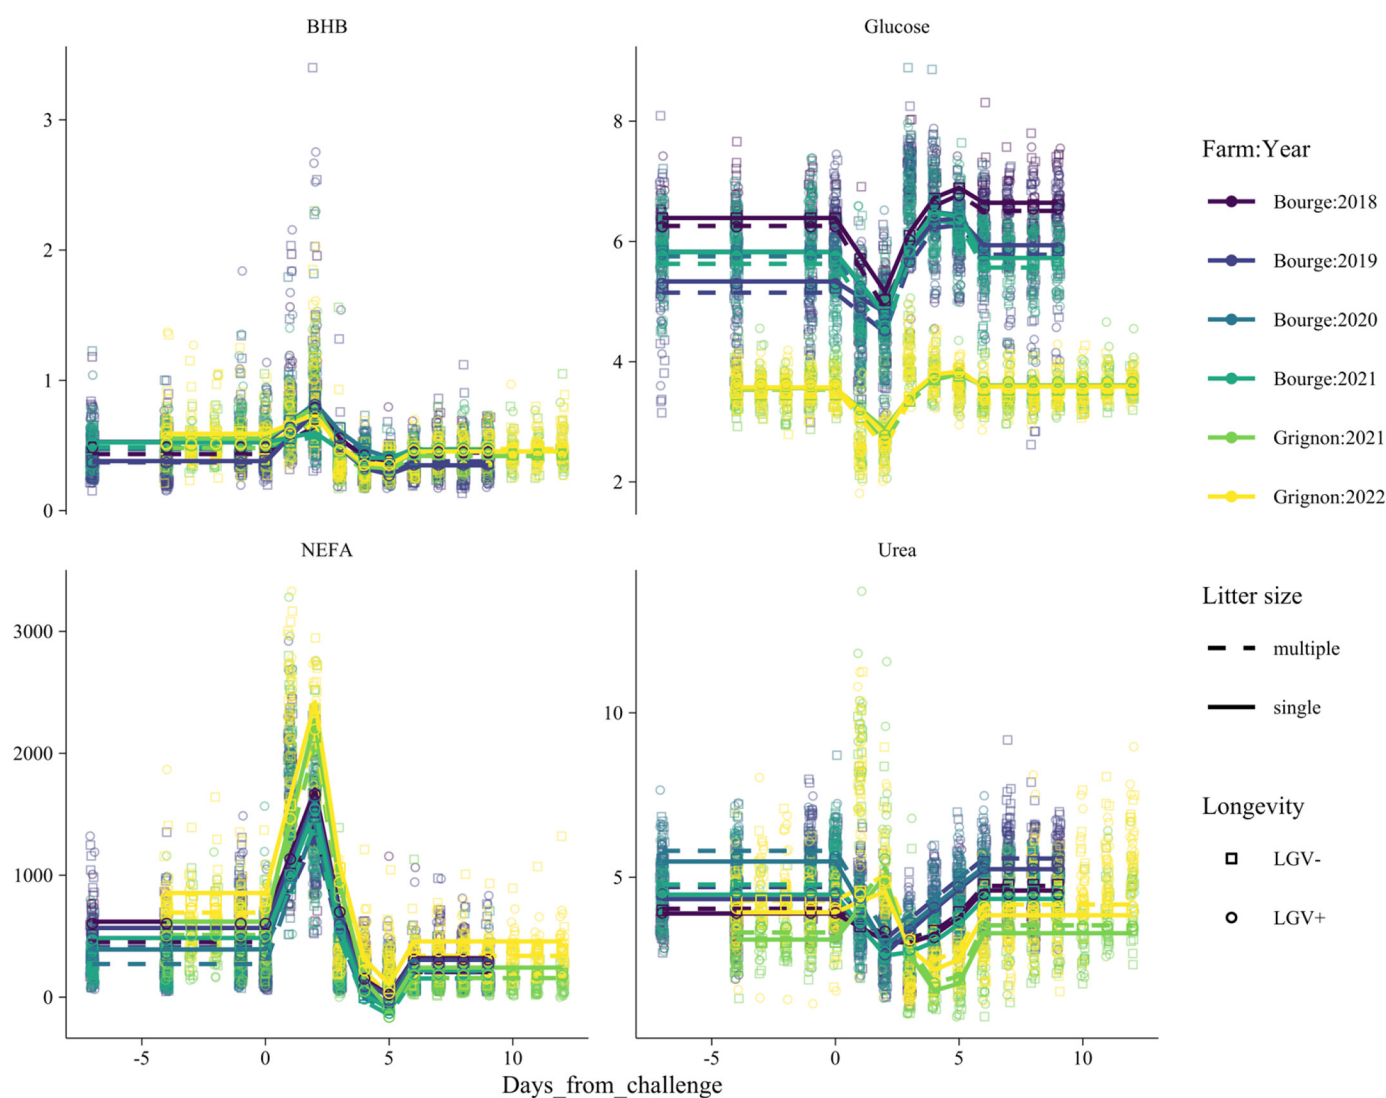 BHB
Glucose
3
2
1
0
8
6
4
2
NEFA
Urea
3000
2000
1000
0
10
5
-5
0
5
10
-5
0
5
10
Days_from_challenge
Farm:Year
Bourge:2018
Bourge:2019
Bourge:2020
Bourge:2021
Grignon:2021
Grignon:2022
Litter size
multiple
single
Longevity
LGV-
LGV+